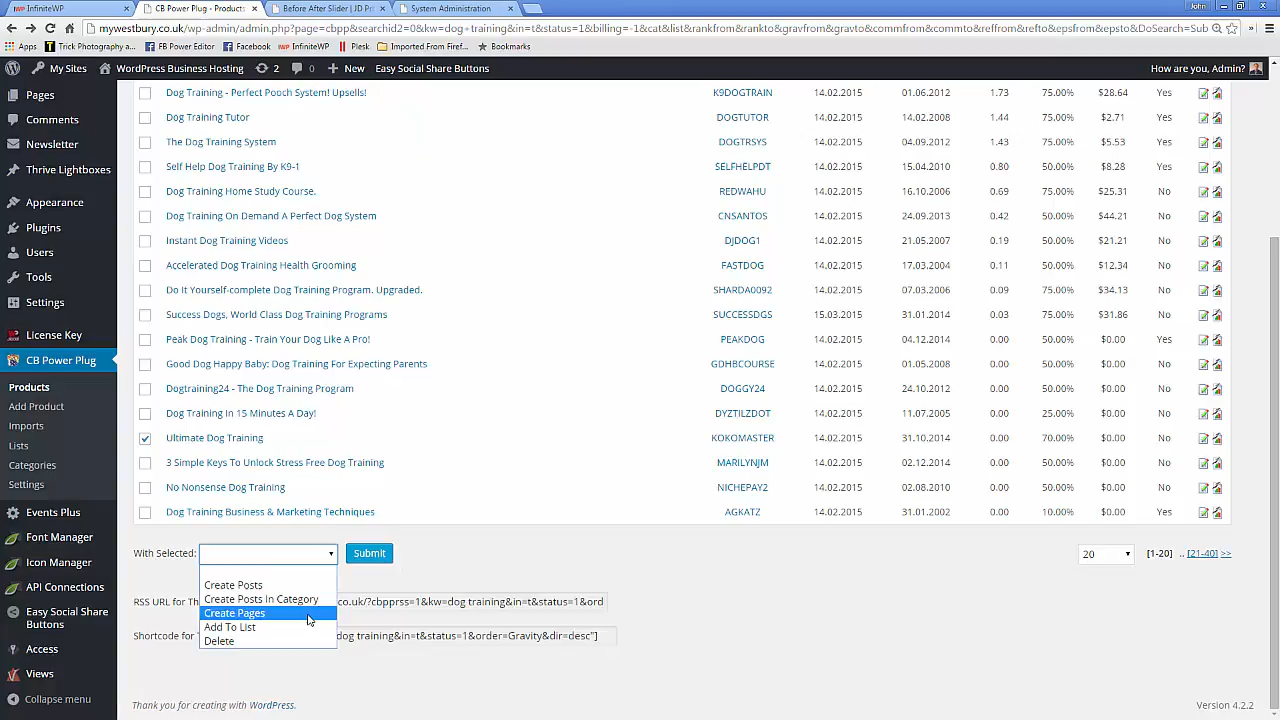 InfiniteWP
CB Power Plug - Products
Before After Slider | JD Pr
System Administration
John
mywestbury.co.uk/wp-admin/admin.php?page=cbpp&searchid2=0&kw=dog+training&in=t&status=1&billing=-1&cat&list&rankfrom&rankto&gravfrom&gravto&commfrom&commto&reffrom&refto&epsfrom&epsto&DoSearch=Sub
Apps
Trick Photography a...
FB Power Editor
Facebook
InfiniteWP
Plesk
Imported From Firef...
Bookmarks
My Sites
WordPress Business Hosting
2
0
New
Easy Social Share Buttons
How are you, Admin?
Pages
Comments
Newsletter
Thrive Lightboxes
Appearance
Plugins
Users
Tools
Settings
License Key
CB Power Plug
Products
Add Product
Imports
Lists
Categories
Settings
Events Plus
Font Manager
Icon Manager
API Connections
Easy Social Share
Buttons
Access
Views
Collapse menu
Dog Training - Perfect Pooch System! Upsells! K9DOGTRAIN 14.02.2015 01.06.2012 1.73 75.00% $28.64 Yes
Dog Training Tutor DOGTUTOR 14.02.2015 14.02.2008 1.44 75.00% $2.71 Yes
The Dog Training System DOGTRSYS 14.02.2015 04.09.2012 1.43 75.00% $5.53 Yes
Self Help Dog Training By K9-1 SELFHELPDT 14.02.2015 15.04.2010 0.80 50.00% $8.28 Yes
Dog Training Home Study Course. REDWAHU 14.02.2015 16.10.2006 0.69 75.00% $25.31 No
Dog Training On Demand A Perfect Dog System CNSANTOS 14.02.2015 24.09.2013 0.42 50.00% $44.21 No
Instant Dog Training Videos DJDOG1 14.02.2015 21.05.2007 0.19 50.00% $21.21 No
Accelerated Dog Training Health Grooming FASTDOG 14.02.2015 17.03.2004 0.11 50.00% $12.34 No
Do It Yourself-complete Dog Training Program. Upgraded. SHARDA0092 14.02.2015 07.03.2006 0.09 75.00% $34.13 No
Success Dogs, World Class Dog Training Programs SUCCESSDGS 15.03.2015 31.01.2014 0.03 75.00% $31.86 No
Peak Dog Training - Train Your Dog Like A Pro! PEAKDOG 14.02.2015 04.12.2014 0.00 50.00% $0.00 Yes
Good Dog Happy Baby: Dog Training For Expecting Parents GDHBCOURSE 14.02.2015 01.05.2008 0.00 50.00% $0.00 No
Dogtraining24 - The Dog Training Program DOGGY24 14.02.2015 24.10.2012 0.00 50.00% $0.00 No
Dog Training In 15 Minutes A Day! DYZTILZDOT 14.02.2015 11.07.2005 0.00 25.00% $0.00 No
Ultimate Dog Training KOKOMASTER 14.02.2015 31.10.2014 0.00 70.00% $0.00 No
3 Simple Keys To Unlock Stress Free Dog Training MARILYNJM 14.02.2015 02.12.2014 0.00 50.00% $0.00 No
No Nonsense Dog Training NICHEPAY2 14.02.2015 02.08.2010 0.00 50.00% $0.00 No
Dog Training Business & Marketing Techniques AGKATZ 14.02.2015 31.01.2002 0.00 10.00% $0.00 Yes
With Selected: Submit 20 [1-20] .. [21-40] >>
Create Posts
Create Posts In Category
Create Pages
Add To List
Delete
RSS URL for Th co.uk/?cbpprss=1&kw=dog training&in=t&status=1&ord
Shortcode for " dog training&in=t&status=1&order=Gravity&dir=desc"]
Thank you for creating with WordPress. Version 4.2.2